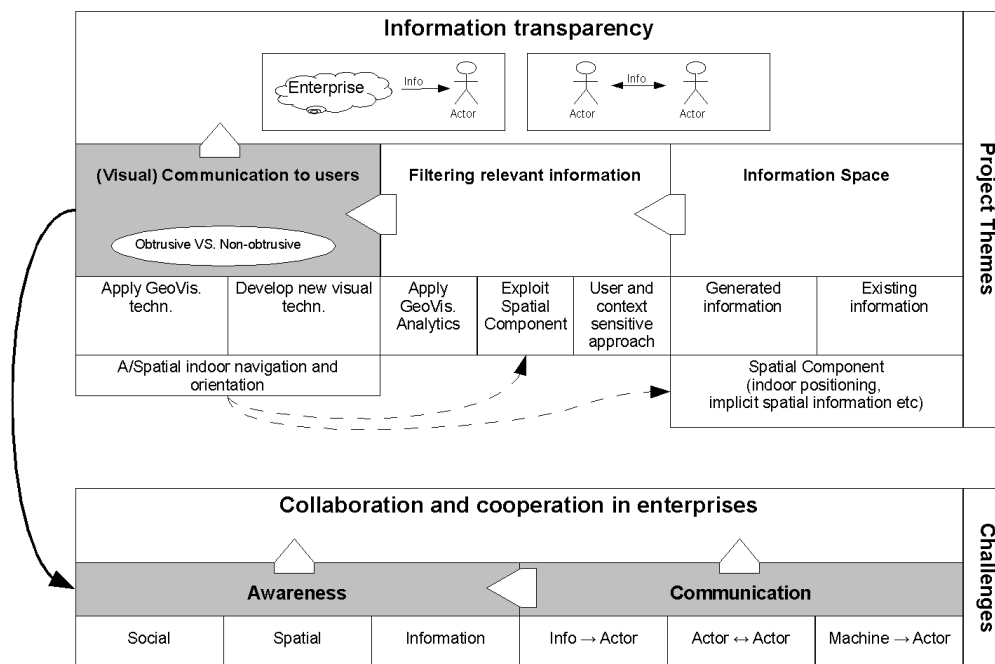 Information transparency
Enterprise
Info
Actor
Info
Actor
Actor
(Visual) Communication to users
Obtrusive VS. Non-obtrusive
Filtering relevant information
Information Space
Apply GeoVis.
techn.
Develop new visual
techn.
Apply
GeoVis.
Analytics
Exploit
Spatial
Component
User and
context
sensitive
approach
Generated
information
Existing
information
A/Spatial indoor navigation and
orientation
Spatial Component
(indoor positioning,
implicit spatial information etc)
Project Themes
Collaboration and cooperation in enterprises
Awareness
Communication
Social
Spatial
Information
Info → Actor
Actor ↔ Actor
Machine → Actor
Challenges